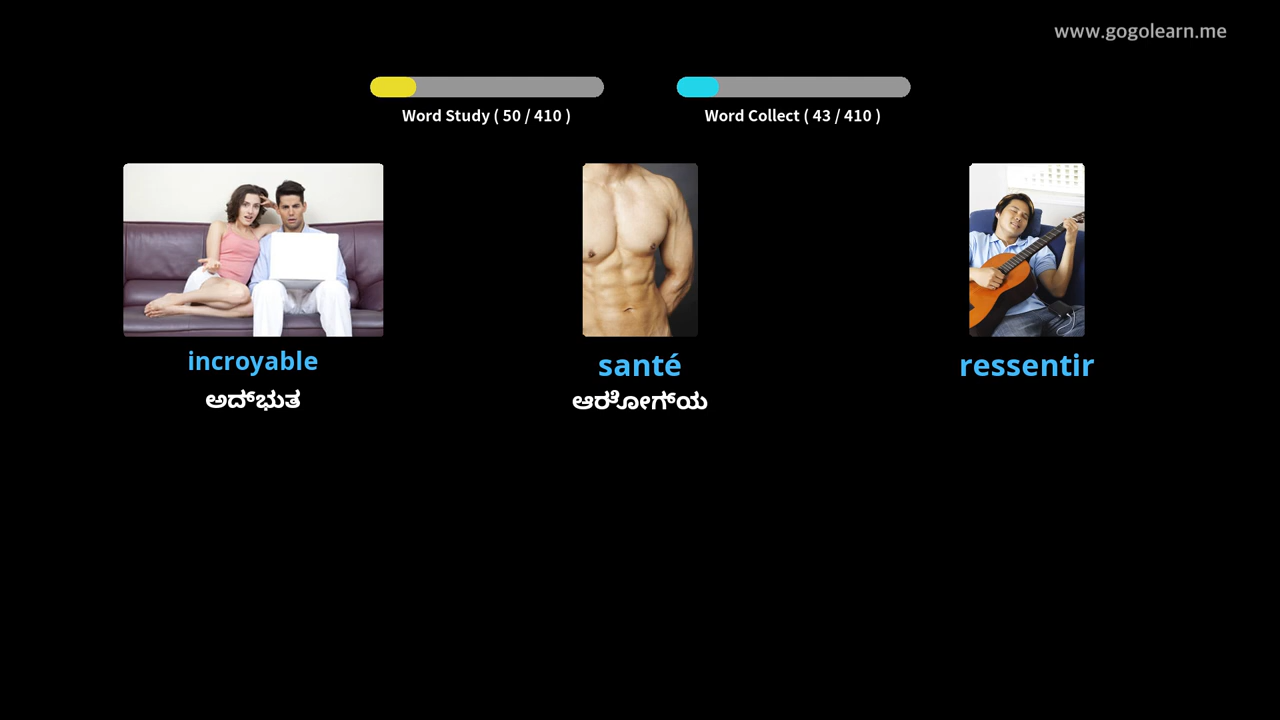 www.gogolearn.me
Word Study ( 50 / 410 )
Word Collect ( 43 / 410 )
incroyable
ಅದ್‌ಭುತ
santé
ಆರೋಗ್‌ಯ
ressentir